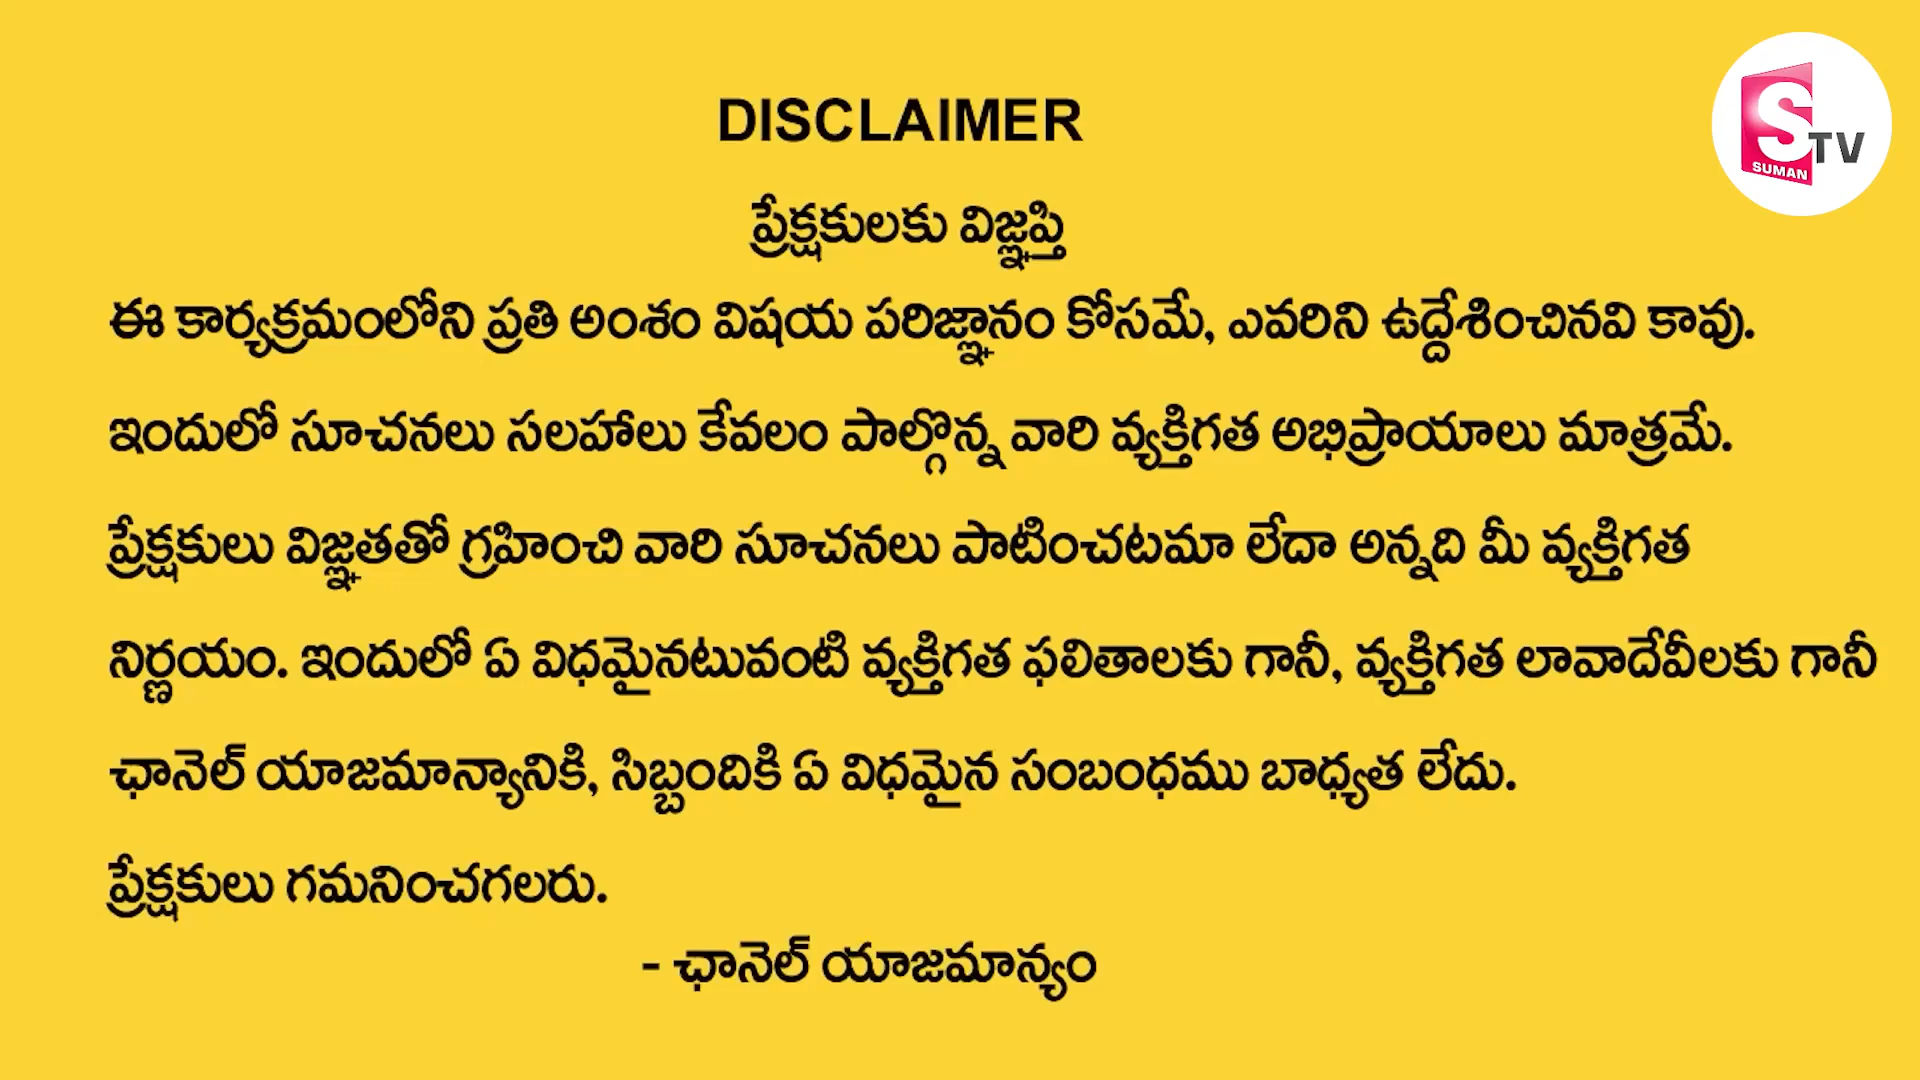 DISCLAIMER
S TV
SUMAN
ప్రేక్షకులకు విజ్ఞప్తి
ఈ కార్యక్రమంలోని ప్రతి అంశం విషయ పరిజ్ఞానం కోసమే, ఎవరిని ఉద్దేశించినవి కావు.
ఇందులో సూచనలు సలహాలు కేవలం పాల్గొన్న వారి వ్యక్తిగత అభిప్రాయాలు మాత్రమే.
ప్రేక్షకులు విజ్ఞతతో గ్రహించి వారి సూచనలు పాటించటమా లేదా అన్నది మీ వ్యక్తిగత
నిర్ణయం. ఇందులో ఏ విధమైనటువంటి వ్యక్తిగత ఫలితాలకు గానీ, వ్యక్తిగత లావాదేవీలకు గానీ
ఛానెల్ యాజమాన్యానికి, సిబ్బందికి ఏ విధమైన సంబంధము బాధ్యత లేదు.
ప్రేక్షకులు గమనించగలరు.
- ఛానెల్ యాజమాన్యం